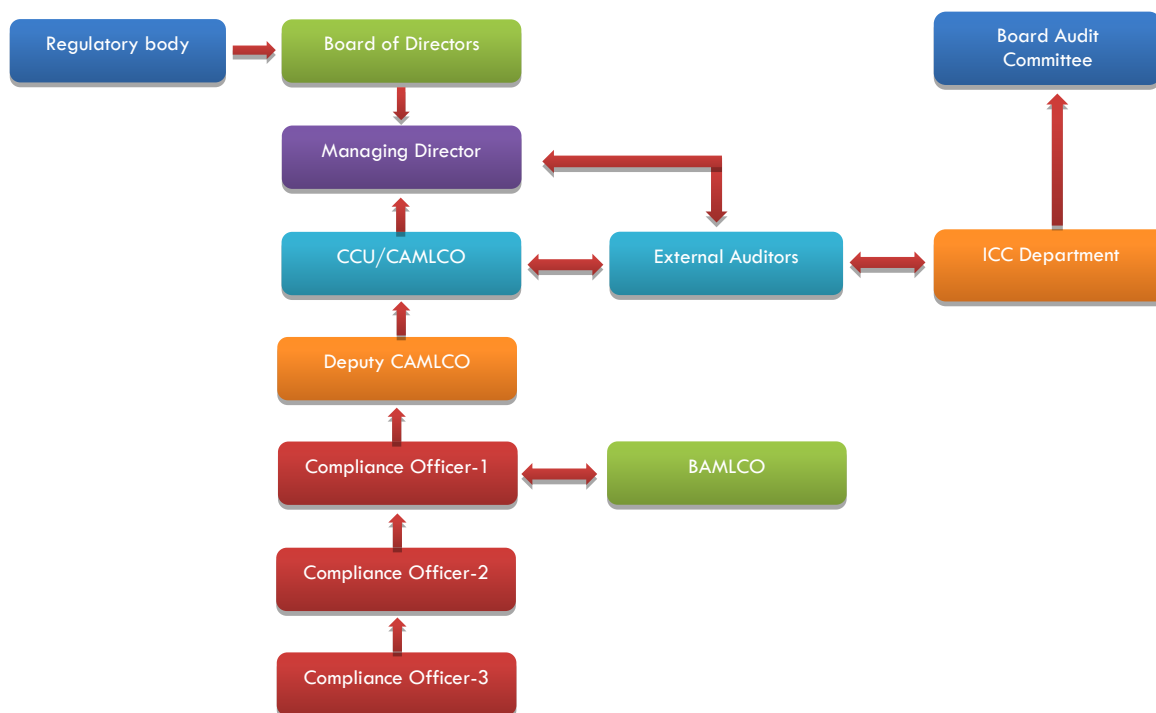 Regulatory body
Board of Directors
Board Audit
Committee
Managing Director
CCU/CAMLCO
External Auditors
ICC Department
Deputy CAMLCO
Compliance Officer-1
BAMLCO
Compliance Officer-2
Compliance Officer-3